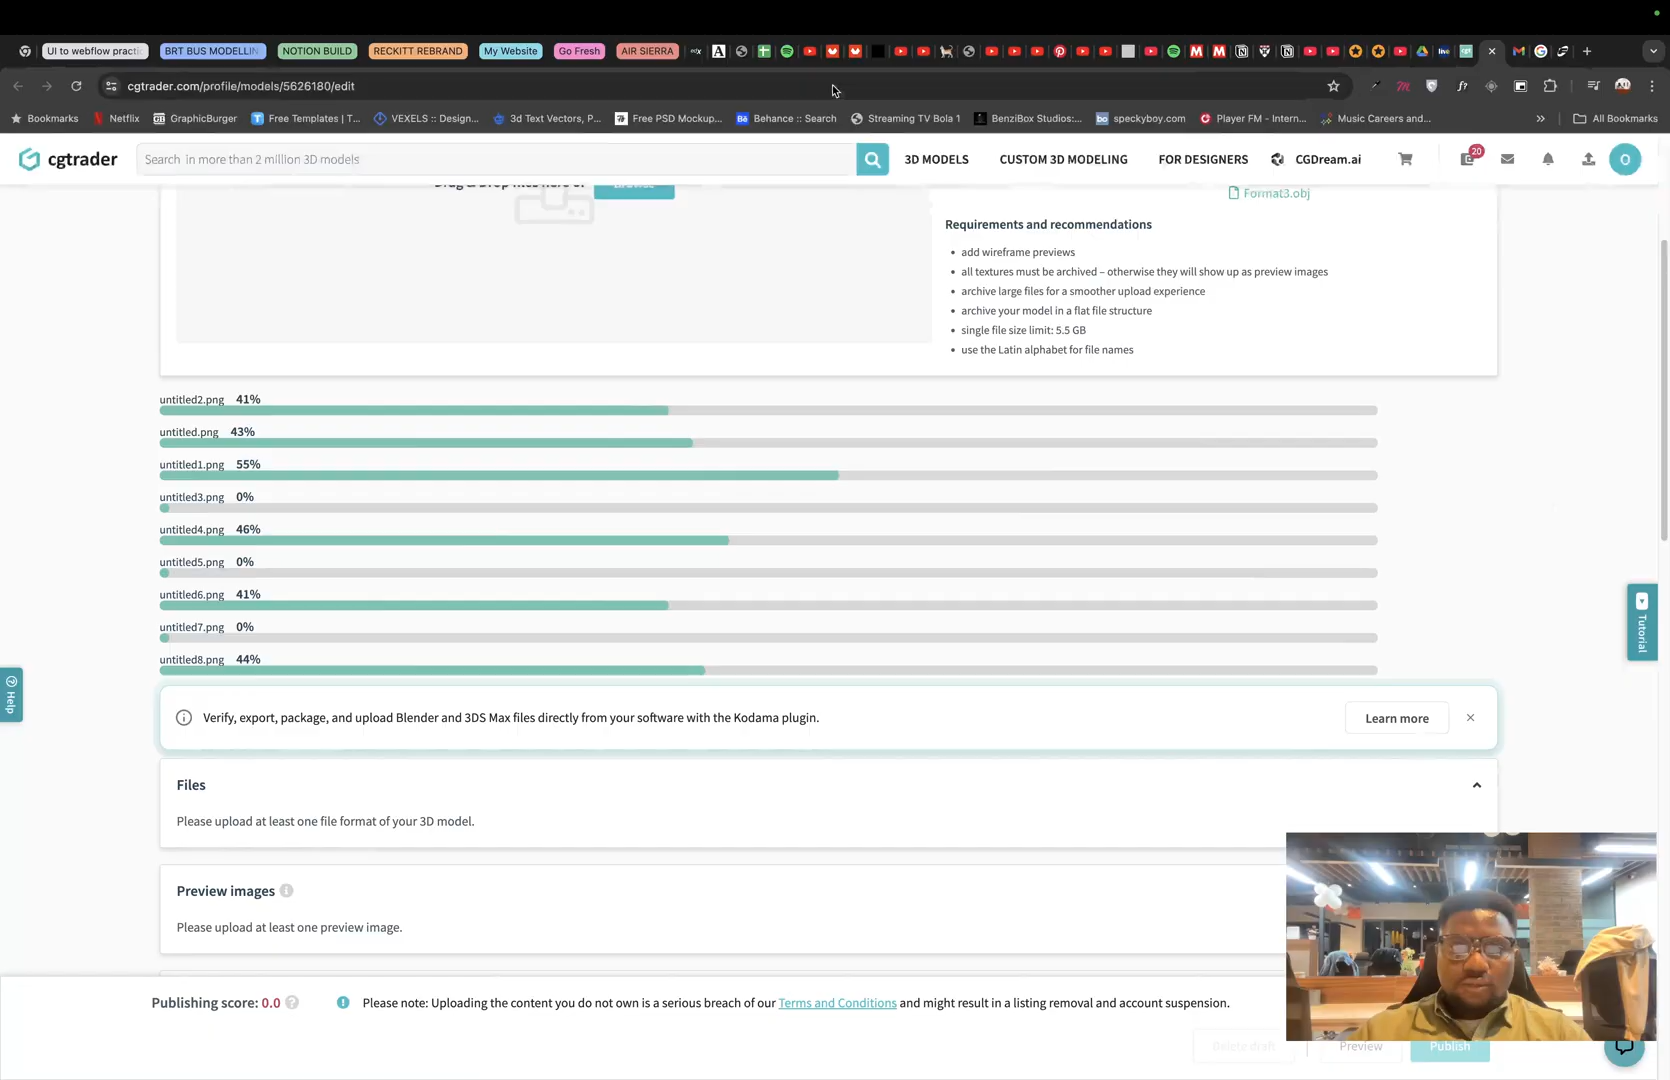 UI to webflow practic
BRT BUS MODELLIN
NOTION BUILD
RECKITT REBRAND
My Website
Go Fresh
AIR SIERRA
cgtrader.com/profile/models/5626180/edit
Bookmarks
Netflix
GraphicBurger
Free Templates | T...
VEXELS :: Design...
3d Text Vectors, P...
Free PSD Mockup...
Behance :: Search
Streaming TV Bola 1
BenziBox Studios:...
speckyboy.com
Player FM - Intern...
Music Careers and...
All Bookmarks
cgtrader
Search in more than 2 million 3D models
3D MODELS
CUSTOM 3D MODELING
FOR DESIGNERS
CGDream.ai
20
O
Format3.obj
Requirements and recommendations
• add wireframe previews
• all textures must be archived – otherwise they will show up as preview images
• archive large files for a smoother upload experience
• archive your model in a flat file structure
• single file size limit: 5.5 GB
• use the Latin alphabet for file names
untitled2.png 41%
untitled.png 43%
untitled1.png 55%
untitled3.png 0%
untitled4.png 46%
untitled5.png 0%
untitled6.png 41%
untitled7.png 0%
untitled8.png 44%
Tutorial
Help
Verify, export, package, and upload Blender and 3DS Max files directly from your software with the Kodama plugin.
Learn more
Files
Please upload at least one file format of your 3D model.
Preview images
Please upload at least one preview image.
Publishing score: 0.0
Please note: Uploading the content you do not own is a serious breach of our Terms and Conditions and might result in a listing removal and account suspension.
Delete draft
Preview
Publish